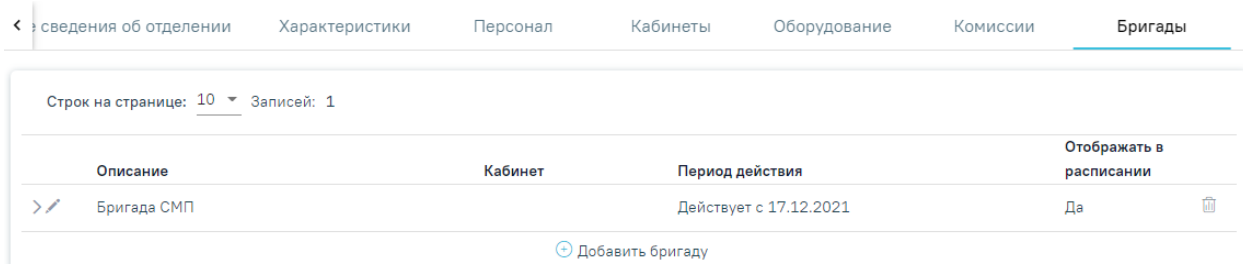 сведения об отделении Характеристики Персонал Кабинеты Оборудование Комиссии Бригады
Строк на странице: 10 Записей: 1
Отображать в
Описание Кабинет Период действия расписании
Бригада СМП Действует с 17.12.2021 Да
Добавить бригаду